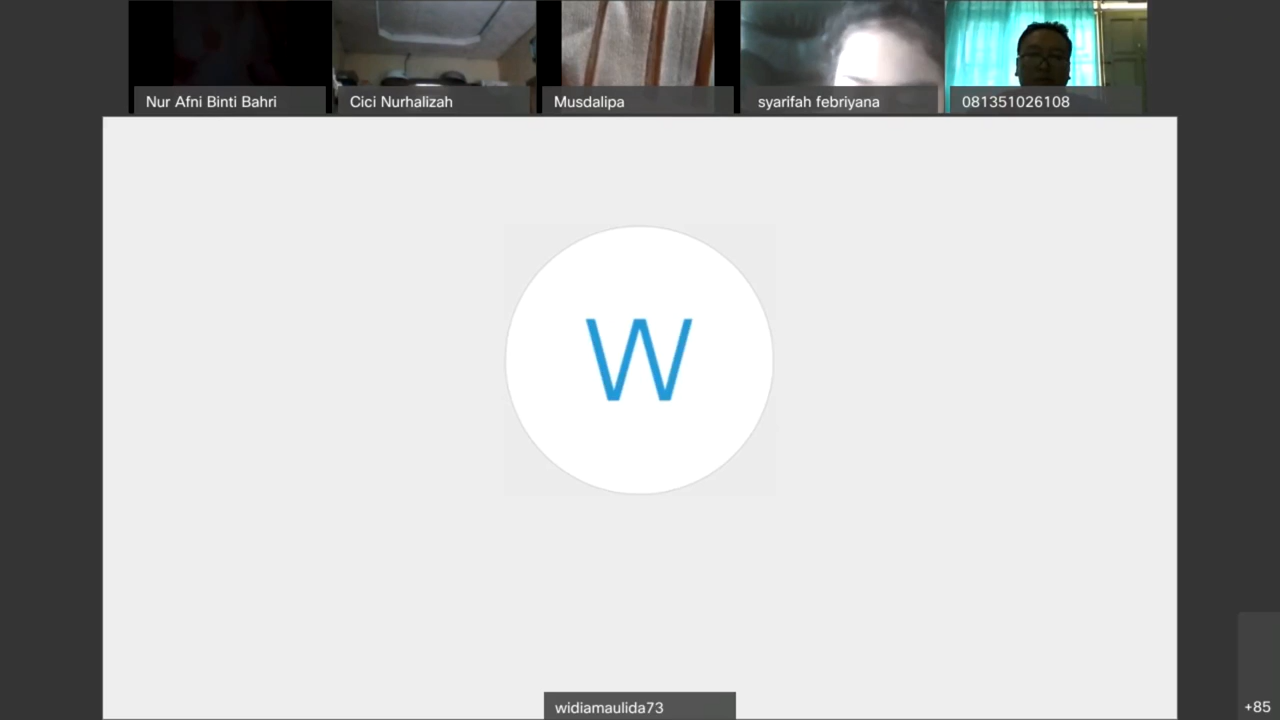 Nur Afni Binti Bahri
Cici Nurhalizah
Musdalipa
syarifah febriyana
081351026108
W
widiamaulida73
+85